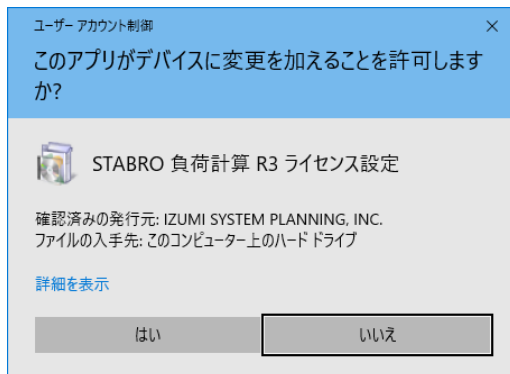 ユーザー アカウント制御
×
このアプリがデバイスに変更を加えることを許可します
か?
STABRO 負荷計算 R3 ライセンス設定
確認済みの発行元: IZUMI SYSTEM PLANNING, INC.
ファイルの入手先: このコンピューター上のハード ドライブ
詳細を表示
はい
いいえ